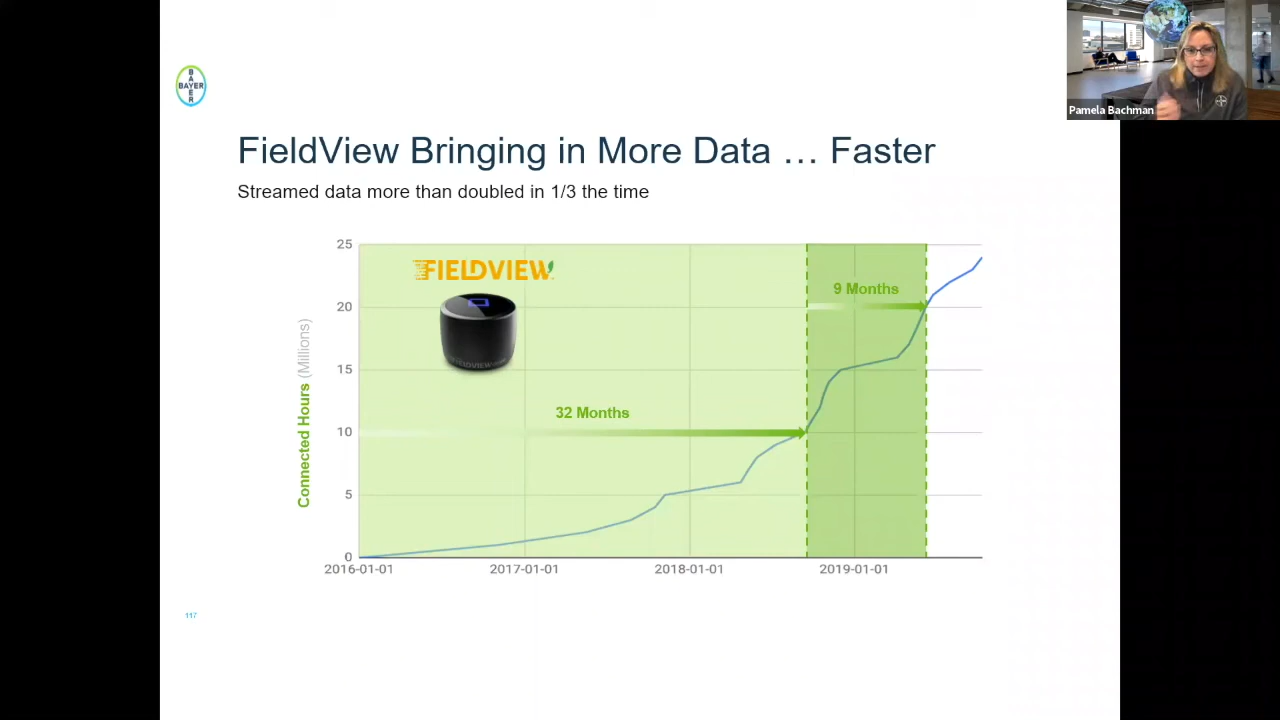 BAYER
BAYER
Pamela Bachman
FieldView Bringing in More Data … Faster
Streamed data more than doubled in 1/3 the time
25
20
15
10
5
0
Connected Hours (Millions)
FIELDVIEW
9 Months
32 Months
2016-01-01
2017-01-01
2018-01-01
2019-01-01
117